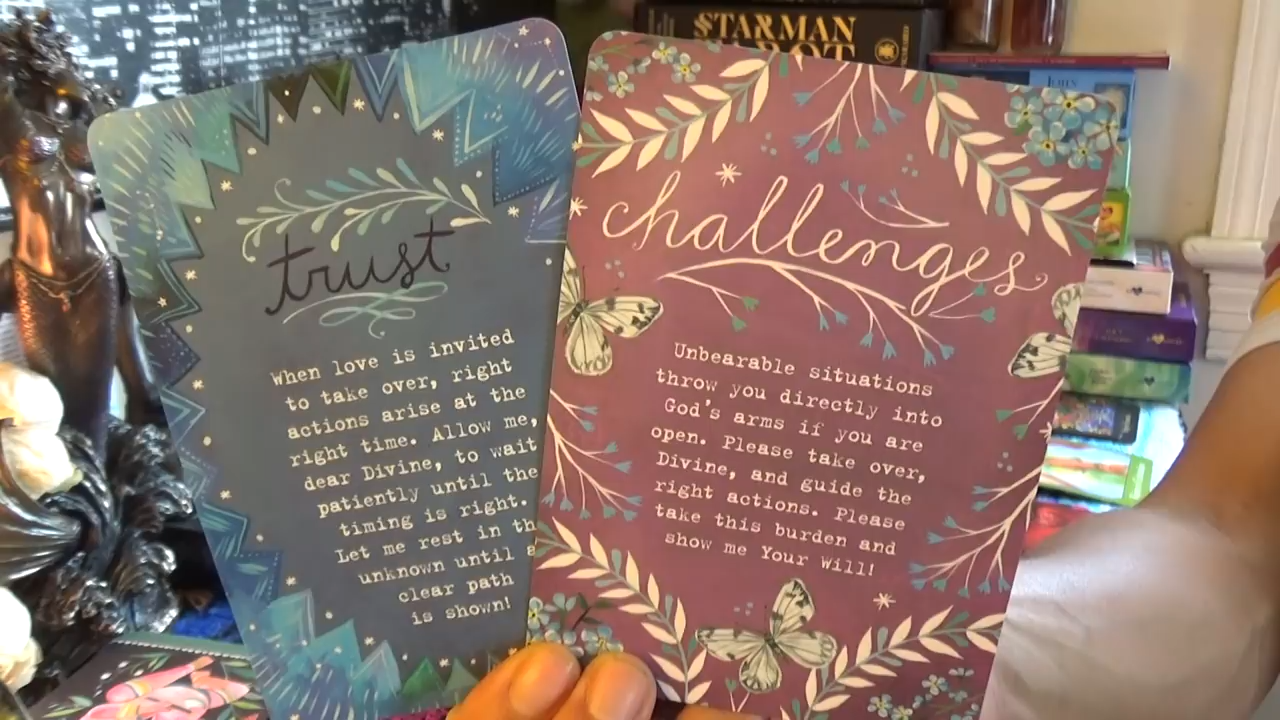 STARMAN
trust
When love is invited
to take over, right
actions arise at the
right time. Allow me,
dear Divine, to wait
patiently until the
timing is right.
Let me rest in th
unknown until a
clear path
is shown!
challenges
Unbearable situations
throw you directly into
God's arms if you are
open. Please take over,
Divine, and guide the
right actions. Please
take this burden and
show me Your Will!